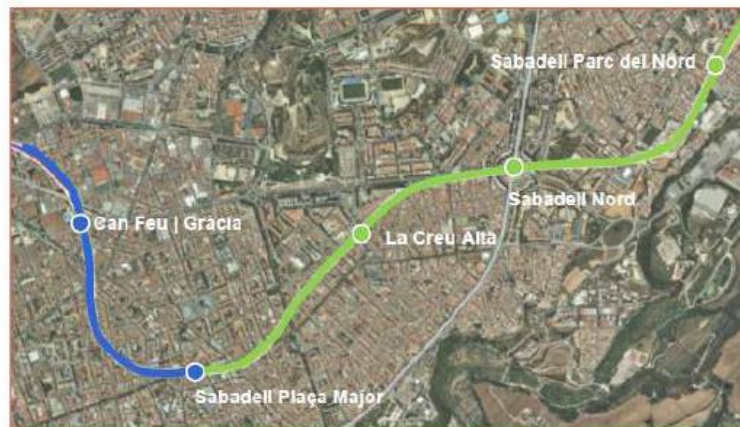 Sabadell Parc del Nord
Sabadell Nord
Can Feu | Gràcia
La Creu Alta
Sabadell Plaça Major